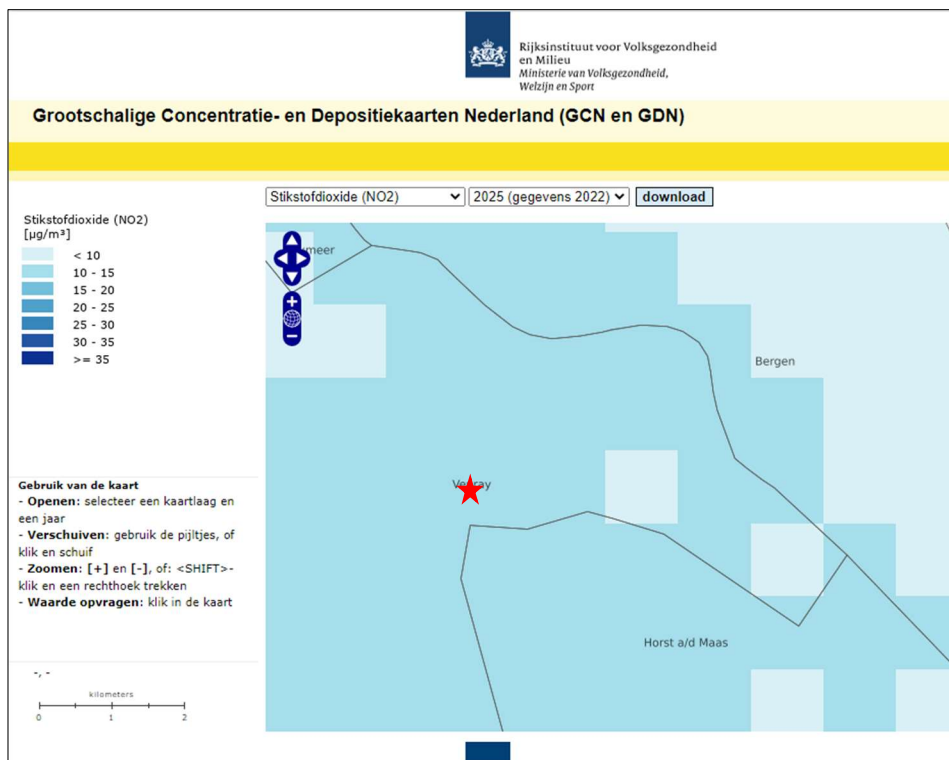 Rijksinstituut voor Volksgezondheid
en Milieu
Ministerie van Volksgezondheid,
Welzijn en Sport
Grootschalige Concentratie- en Depositiekaarten Nederland (GCN en GDN)
Stikstofdioxide (NO2) 2025 (gegevens 2022) download
Stikstofdioxide (NO2)
[µg/m³]
< 10
10 - 15
15 - 20
20 - 25
25 - 30
30 - 35
>= 35
Bergen
Horst a/d Maas
Gebruik van de kaart
- Openen: selecteer een kaartlaag en
een jaar
- Verschuiven: gebruik de pijltjes, of
klik en schuif
- Zoomen: [+] en [-], of: <SHIFT>-
klik en een rechthoek trekken
- Waarde opvragen: klik in de kaart
-, -
kilometers
0 1 2